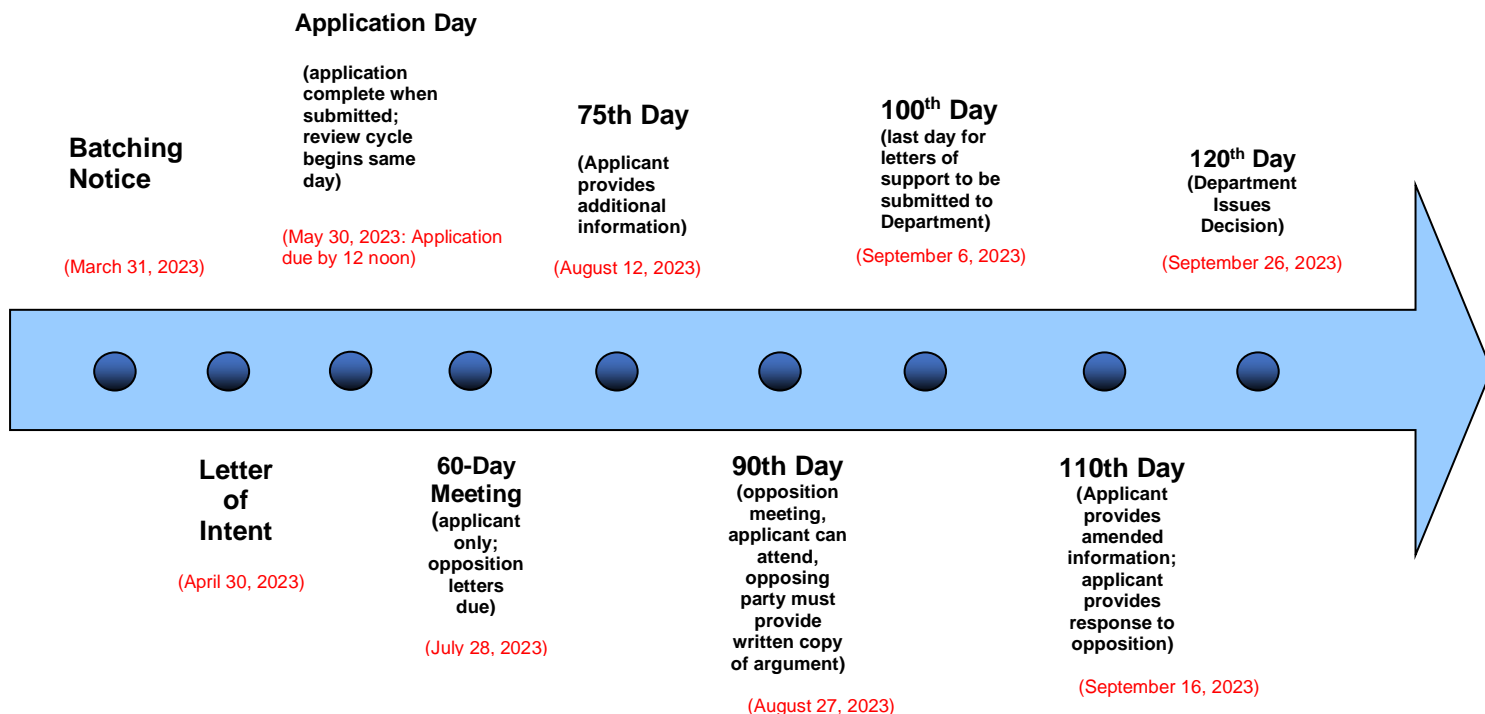 Batching
Notice
(March 31, 2023)
Letter
of
Intent
(April 30, 2023)
Application Day
(application
complete when
submitted;
review cycle
begins same
day)
(May 30, 2023: Application
due by 12 noon)
60-Day
Meeting
(applicant
only;
opposition
letters
due)
(July 28, 2023)
75th Day
(Applicant
provides
additional
information)
(August 12, 2023)
90th Day
(opposition
meeting,
applicant can
attend,
opposing
party must
provide
written copy
of argument)
(August 27, 2023)
100th Day
(last day for
letters of
support to be
submitted to
Department)
(September 6, 2023)
110th Day
(Applicant
provides
amended
information;
applicant
provides
response to
opposition)
(September 16, 2023)
120th Day
(Department
Issues
Decision)
(September 26, 2023)